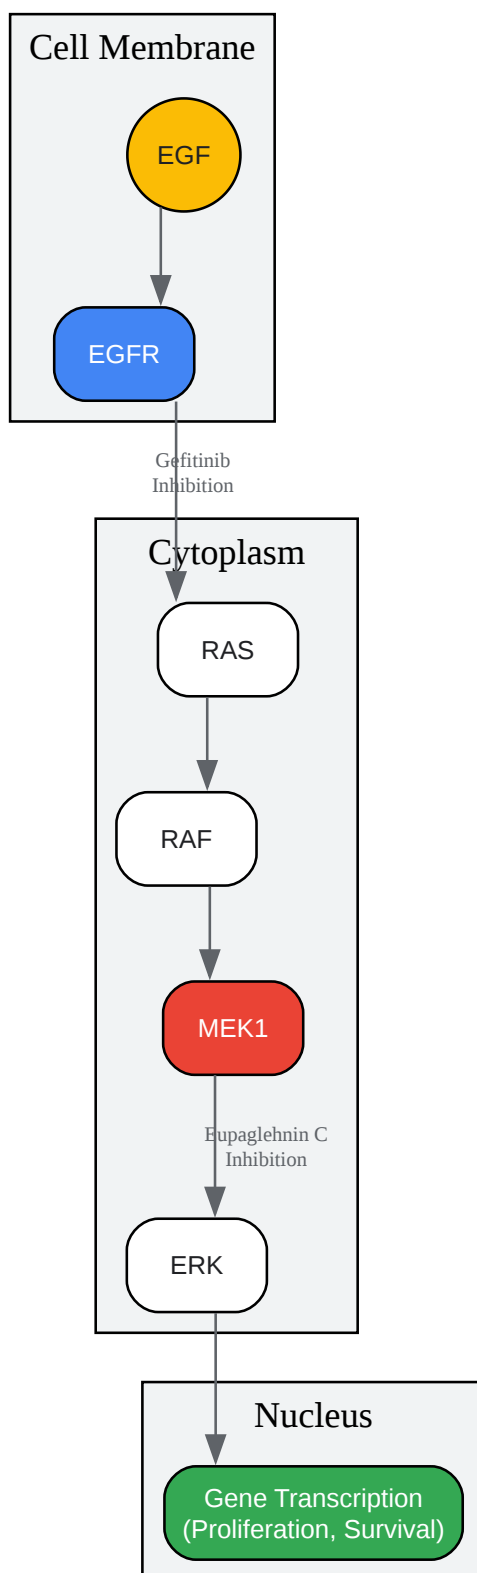 Cell Membrane
EGF
EGFR
Gefitinib
Inhibition
Cytoplasm
RAS
RAF
MEK1
Eupaglehnin C
Inhibition
ERK
Nucleus
Gene Transcription
(Proliferation, Survival)